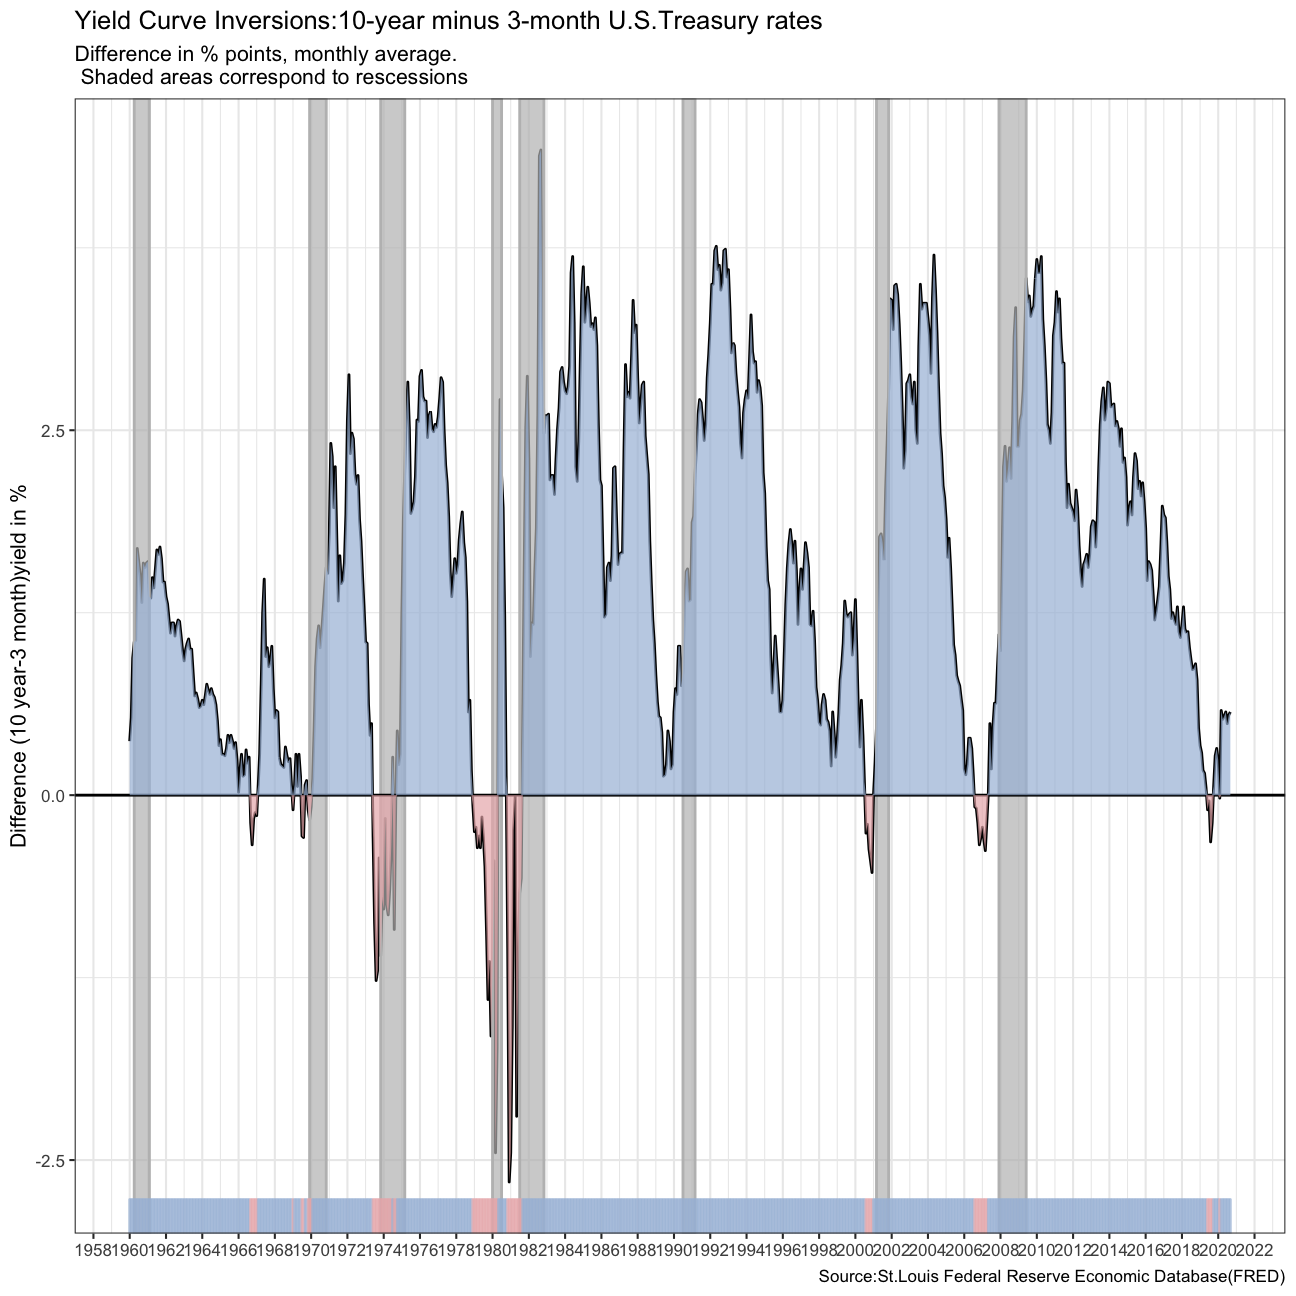 Yield Curve Inversions:10-year minus 3-month U.S.Treasury rates
Difference in % points, monthly average.
Shaded areas correspond to rescessions
Difference (10 year-3 month)yield in %
2.5
0.0
-2.5
1958 1960 1962 1964 1966 1968 1970 1972 1974 1976 1978 1980 1982 1984 1986 1988 1990 1992 1994 1996 1998 2000 2002 2004 2006 2008 2010 2012 2014 2016 2018 2020 2022
Source:St.Louis Federal Reserve Economic Database(FRED)